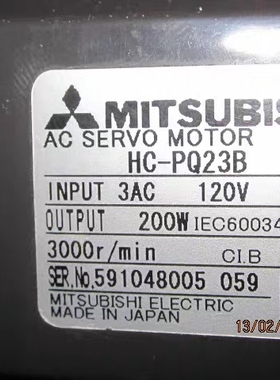 MITSUBIS
AC SERVO MOTOR
HC-PQ23B
INPUT 3AC 120V
OUTPUT 200W IEC60034
3000r/min CI.B
SER.No.591048005 059
MITSUBISHI ELECTRIC
MADE IN JAPAN
13/02/